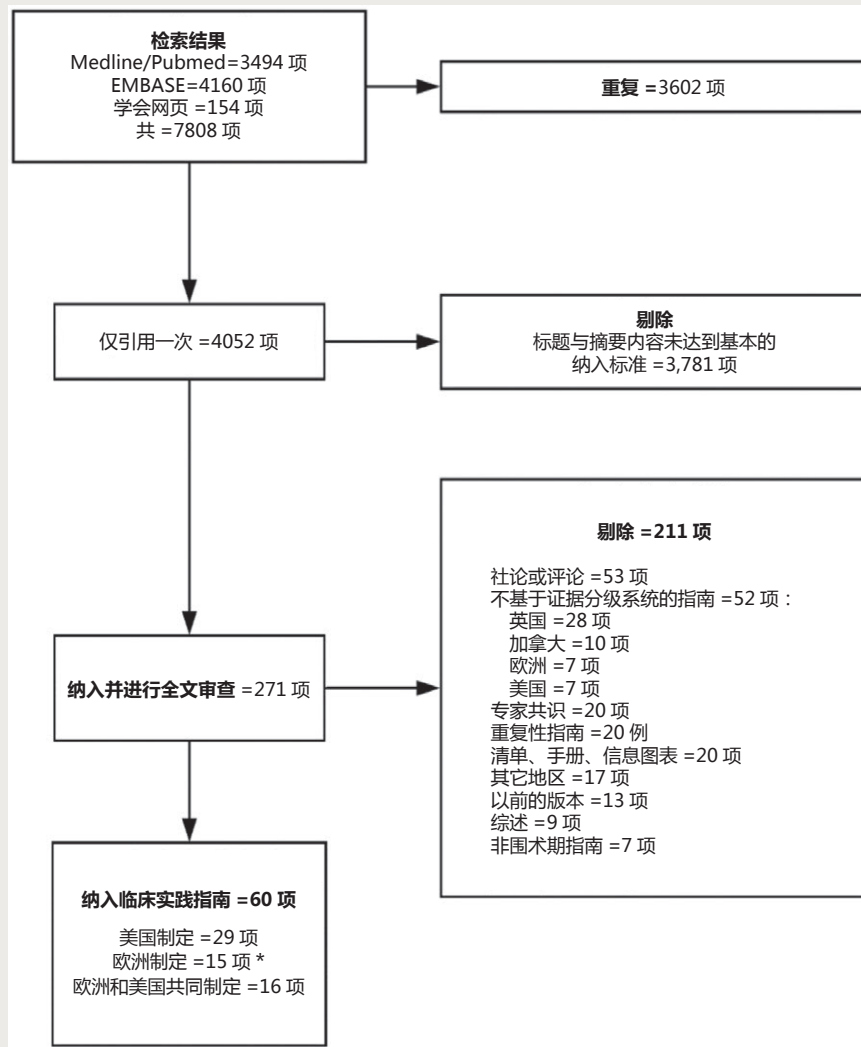 检索结果
Medline/Pubmed=3494 项
EMBASE=4160 项
学会网页 =154 项
共 =7808 项
重复 =3602 项
仅引用一次 =4052 项
剔除
标题与摘要内容未达到基本的
纳入标准 =3,781 项
纳入并进行全文审查 =271 项
剔除 =211 项
社论或评论 =53 项
不基于证据分级系统的指南 =52 项：
英国 =28 项
加拿大 =10 项
欧洲 =7 项
美国 =7 项
专家共识 =20 项
重复性指南 =20 例
清单、手册、信息图表 =20 项
其它地区 =17 项
以前的版本 =13 项
综述 =9 项
非围术期指南 =7 项
纳入临床实践指南 =60 项
美国制定 =29 项
欧洲制定 =15 项 *
欧洲和美国共同制定 =16 项